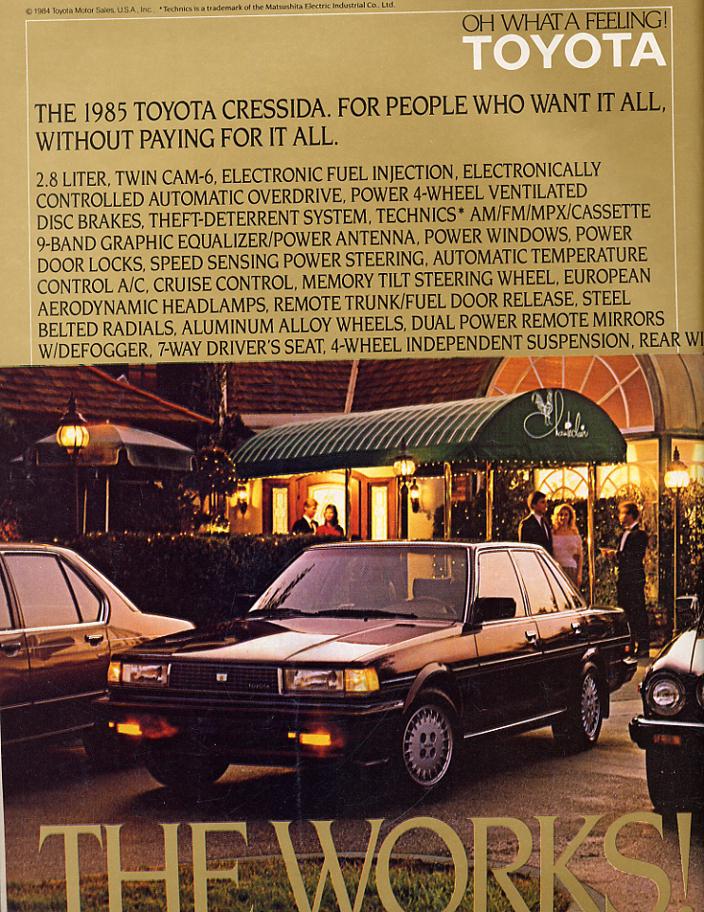 © 1984 Toyota Motor Sales, U.S.A., Inc., *Technics is a trademark of the Matsushita Electric Industrial Co., Ltd.
OH WHAT A FEELING!
TOYOTA
THE 1985 TOYOTA CRESSIDA. FOR PEOPLE WHO WANT IT ALL,
WITHOUT PAYING FOR IT ALL.
2.8 LITER, TWIN CAM-6, ELECTRONIC FUEL INJECTION, ELECTRONICALLY
CONTROLLED AUTOMATIC OVERDRIVE, POWER 4-WHEEL VENTILATED
DISC BRAKES, THEFT-DETERRENT SYSTEM, TECHNICS* AM/FM/MPX/CASSETTE
9-BAND GRAPHIC EQUALIZER/POWER ANTENNA, POWER WINDOWS, POWER
DOOR LOCKS, SPEED SENSING POWER STEERING, AUTOMATIC TEMPERATURE
CONTROL A/C, CRUISE CONTROL, MEMORY TILT STEERING WHEEL, EUROPEAN
AERODYNAMIC HEADLAMPS, REMOTE TRUNK/FUEL DOOR RELEASE, STEEL
BELTED RADIALS, ALUMINUM ALLOY WHEELS, DUAL POWER REMOTE MIRRORS
W/DEFOGGER, 7-WAY DRIVER'S SEAT, 4-WHEEL INDEPENDENT SUSPENSION, REAR WI
TOYOTA
THE WORKS!